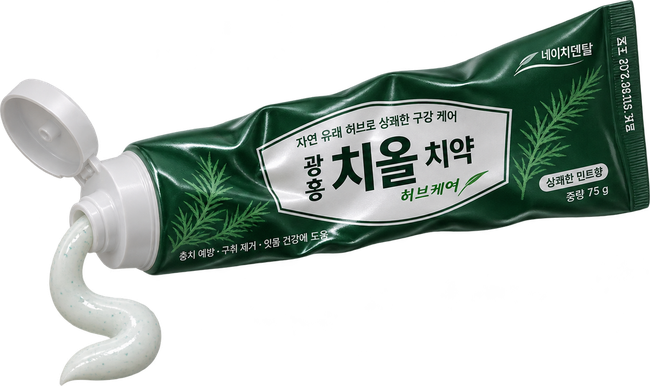 네이치덴탈
자연 유래 허브로 상쾌한 구강 케어
광흥 치올 치약
허브케여
상쾌한 민트향
중량 75 g
충치 예방 · 구취 제거 · 잇몸 건강에 도움